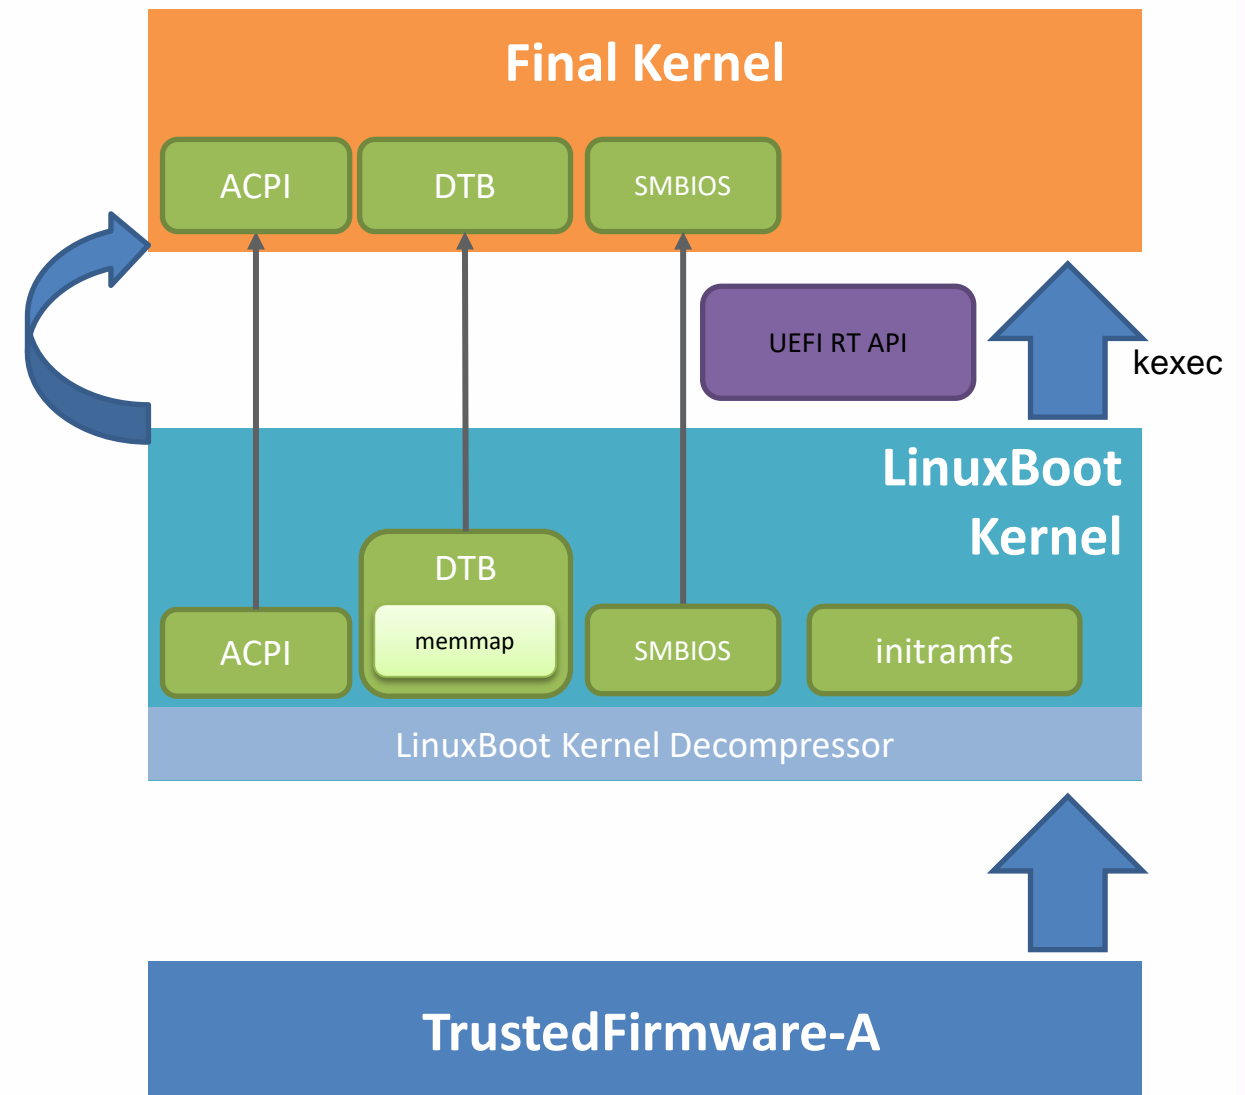 Final Kernel
ACPI
DTB
SMBIOS
UEFI RT API
kexec
LinuxBoot
Kernel
DTB
memmap
ACPI
SMBIOS
initramfs
LinuxBoot Kernel Decompressor
TrustedFirmware-A